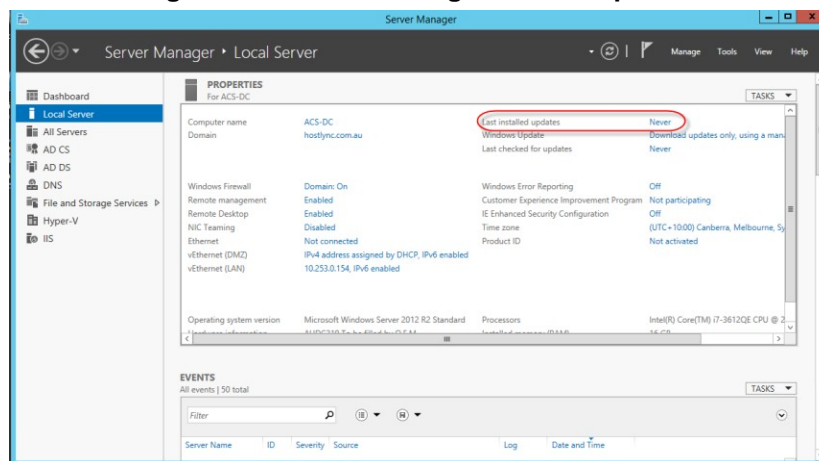 Server Manager
Server Manager • Local Server
Manage Tools View Help
Dashboard
Local Server
All Servers
AD CS
AD DS
DNS
File and Storage Services
Hyper-V
IIS
PROPERTIES
For ACS-DC
TASKS
Computer name ACS-DC Last installed updates Never
Domain hostlync.com.au Windows Update Download updates only, using a man
Last checked for updates Never
Windows Firewall Domain: On Windows Error Reporting Off
Remote management Enabled Customer Experience Improvement Program Not participating
Remote Desktop Enabled IE Enhanced Security Configuration Off
NIC Teaming Disabled Time zone (UTC+10:00) Canberra, Melbourne, Sy
Ethernet Not connected Product ID Not activated
vEthernet (DMZ) IPv4 address assigned by DHCP, IPv6 enabled
vEthernet (LAN) 10.253.0.154, IPv6 enabled
Operating system version Microsoft Windows Server 2012 R2 Standard Processors Intel(R) Core(TM) i7-3612QE CPU @ 2
EVENTS
All events | 50 total
TASKS
Filter
Server Name ID Severity Source Log Date and Time